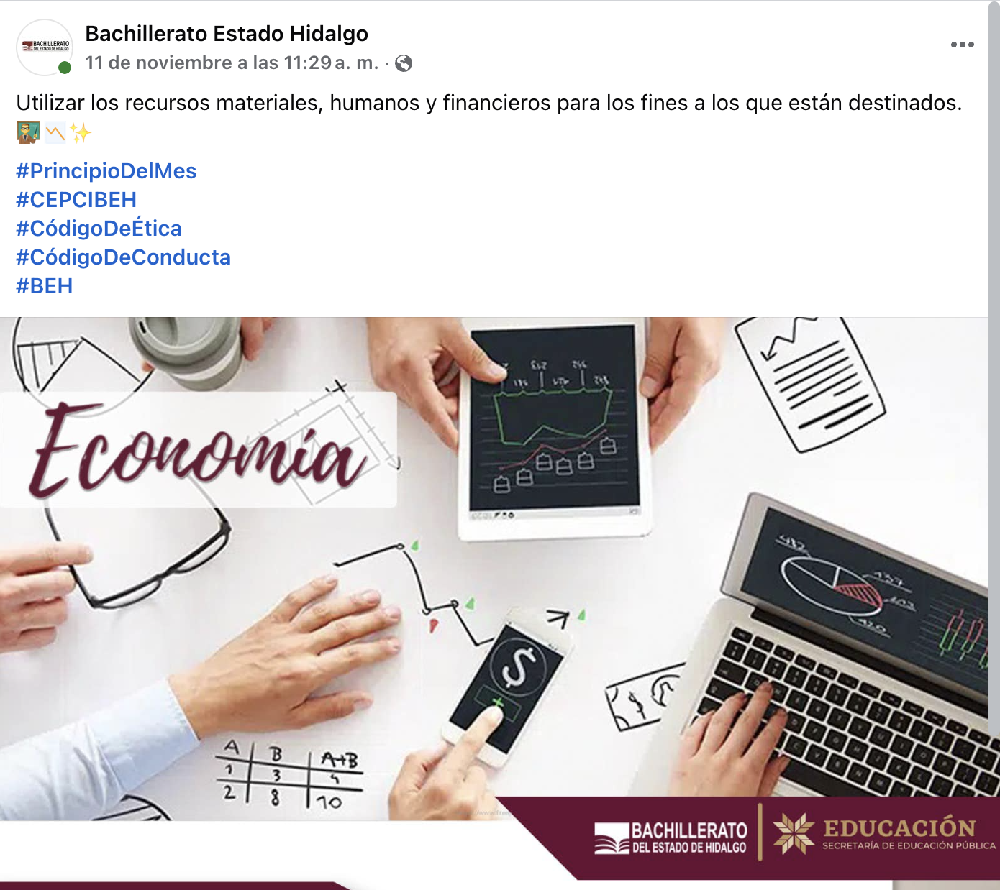 Bachillerato Estado Hidalgo
11 de noviembre a las 11:29 a. m. ·
Utilizar los recursos materiales, humanos y financieros para los fines a los que están destinados.
#PrincipioDelMes
#CEPCIBEH
#CódigoDeÉtica
#CódigoDeConducta
#BEH
Economía
$
$
A B A+B
1 3 4
2 8 10
BACHILLERATO
DEL ESTADO DE HIDALGO
EDUCACIÓN
SECRETARÍA DE EDUCACIÓN PÚBLICA